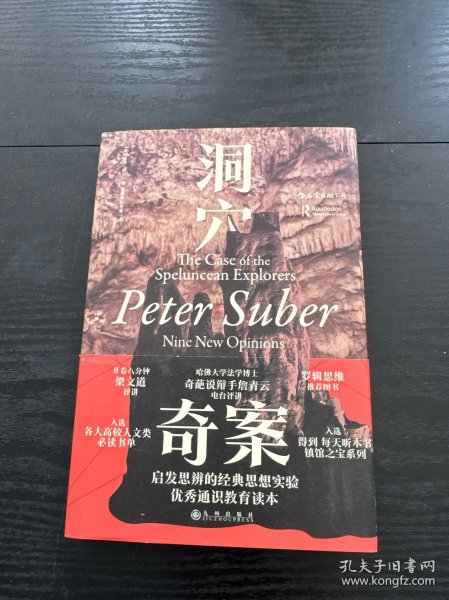 洞
穴
Routledge
The Case of the
Speluncean Explorers
Peter Suber
Nine New Opinions
开卷八分钟
梁文道
评讲
哈佛大学法学博士
奇葩说辩手詹青云
电台评讲
罗辑思维
推荐图书
入选
各大高校人文类
必读书单
奇案
入选
得到 每天听本书
镇馆之宝系列
启发思辨的经典思想实验
优秀通识教育读本
九州出版社
JIUZHOUPRESS
孔夫子旧书网
www.kongfz.com